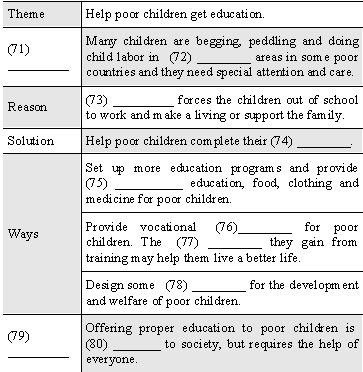 Theme Help poor children get education.
(71) ________ Many children are begging, peddling and doing
child labor in (72) ________ areas in some poor
countries and they need special attention and care.
Reason (73) ________ forces the children out of school
to work and make a living or support the family.
Solution Help poor children complete their (74) ________.
Ways Set up more education programs and provide
(75) ________ education, food, clothing and
medicine for poor children.
Provide vocational (76)________ for poor
children. The (77) ________ they gain from
training may help them live a better life.
Design some (78) ________ for the development
and welfare of poor children.
(79) ________ Offering proper education to poor children is
(80) ________ to society, but requires the help of
everyone.